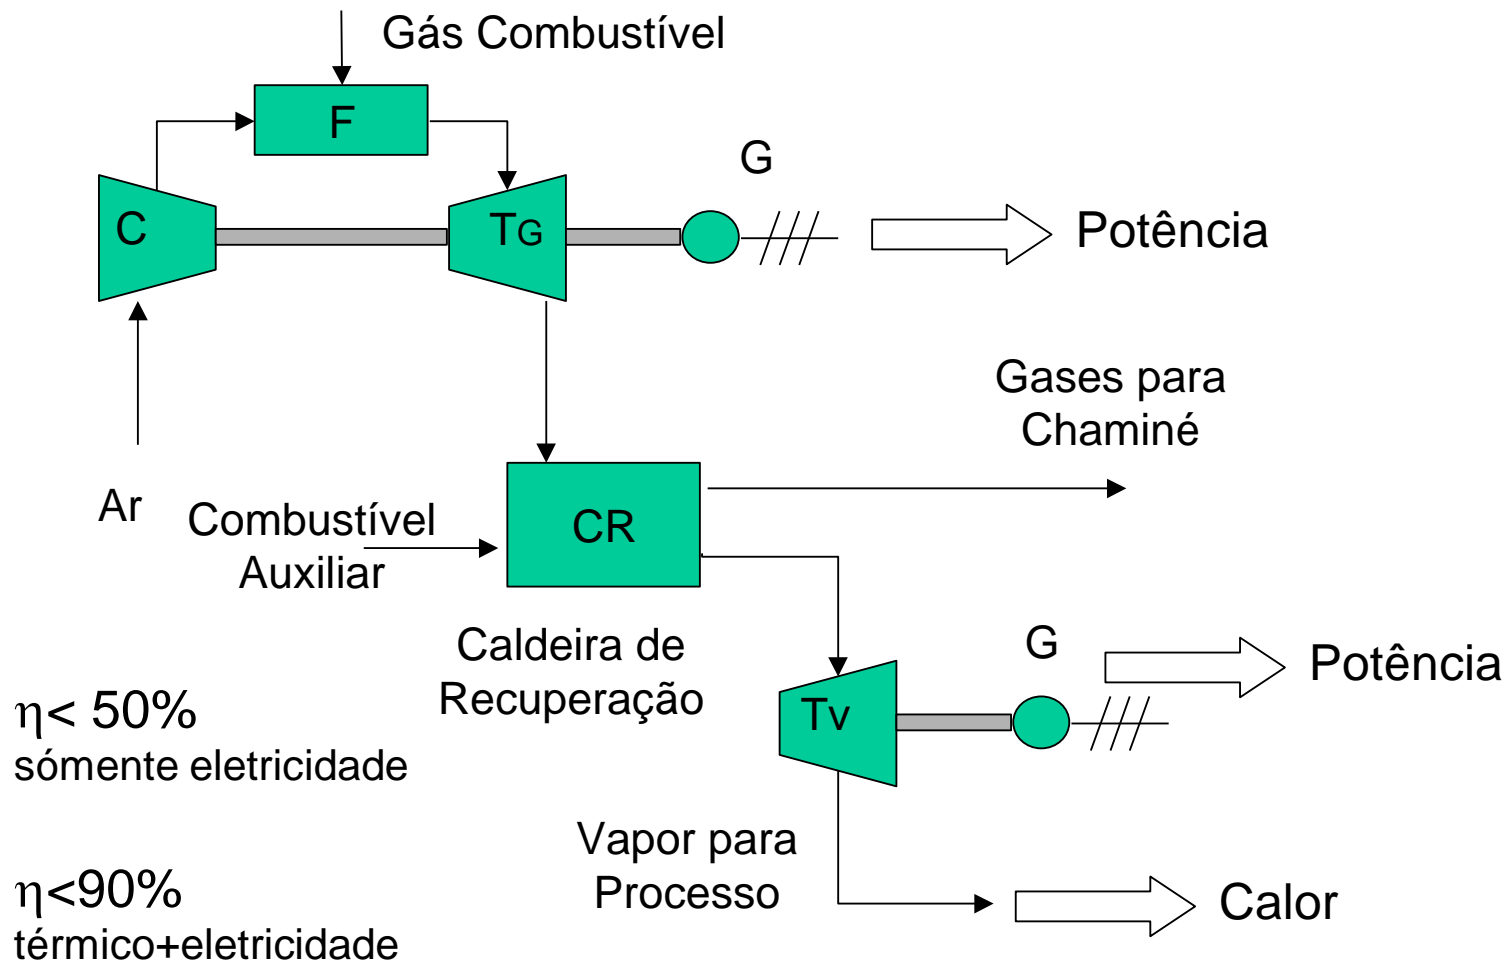 Gás Combustível
F
G
C
TG
Potência
Gases para
Chaminé
Ar
Combustível
Auxiliar
CR
Caldeira de
Recuperação
G
Potência
Tv
η< 50%
sómente eletricidade
Vapor para
Processo
η<90%
térmico+eletricidade
Calor